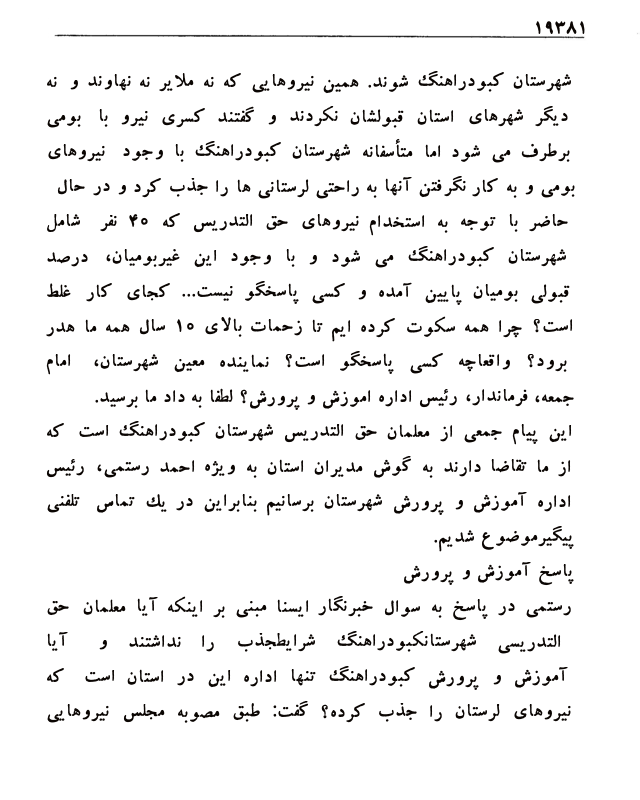 ۱۹۳۸۱
شهرستان کبودراهنگ شوند. همین نیروهایی که نه ملایر نه نهاوند و نه
دیگر شهرهای استان قبولشان نکردند و گفتند کسری نیرو با بومی
برطرف می شود اما متأسفانه شهرستان کبودراهنگ با وجود نیروهای
بومی و به کار نگرفتن آنها به راحتی لرستانی ها را جذب کرد و در حال
حاضر با توجه به استخدام نیروهای حق التدریس که ۴۰ نفر شامل
شهرستان کبودراهنگ می شود و با وجود این غیربومیان، درصد
قبولی بومیان پایین آمده و کسی پاسخگو نیست... کجای کار غلط
است؟ چرا همه سکوت کرده ایم تا زحمات بالای ۱۵ سال همه ما هدر
برود؟ واقعاچه کسی پاسخگو است؟ نماینده معین شهرستان، امام
جمعه، فرماندار، رئیس اداره اموزش و پرورش؟ لطفا به داد ما برسید.
این پیام جمعی از معلمان حق التدریس شهرستان کبودراهنگ است که
از ما تقاضا دارند به گوش مدیران استان به ویژه احمد رستمی، رئیس
اداره آموزش و پرورش شهرستان برسانیم بنابراین در یك تماس تلفنی
پیگیرموضوع شدیم.
پاسخ آموزش و پرورش
رستمی در پاسخ به سوال خبرنگار ایسنا مبنی بر اینکه آیا معلمان حق
التدریسی شهرستانکبودراهنگ شرایطجذب را نداشتند و آیا
آموزش و پرورش کبودراهنگ تنها اداره این در استان است که
نیروهای لرستان را جذب کرده؟ گفت: طبق مصوبه مجلس نیروهایی